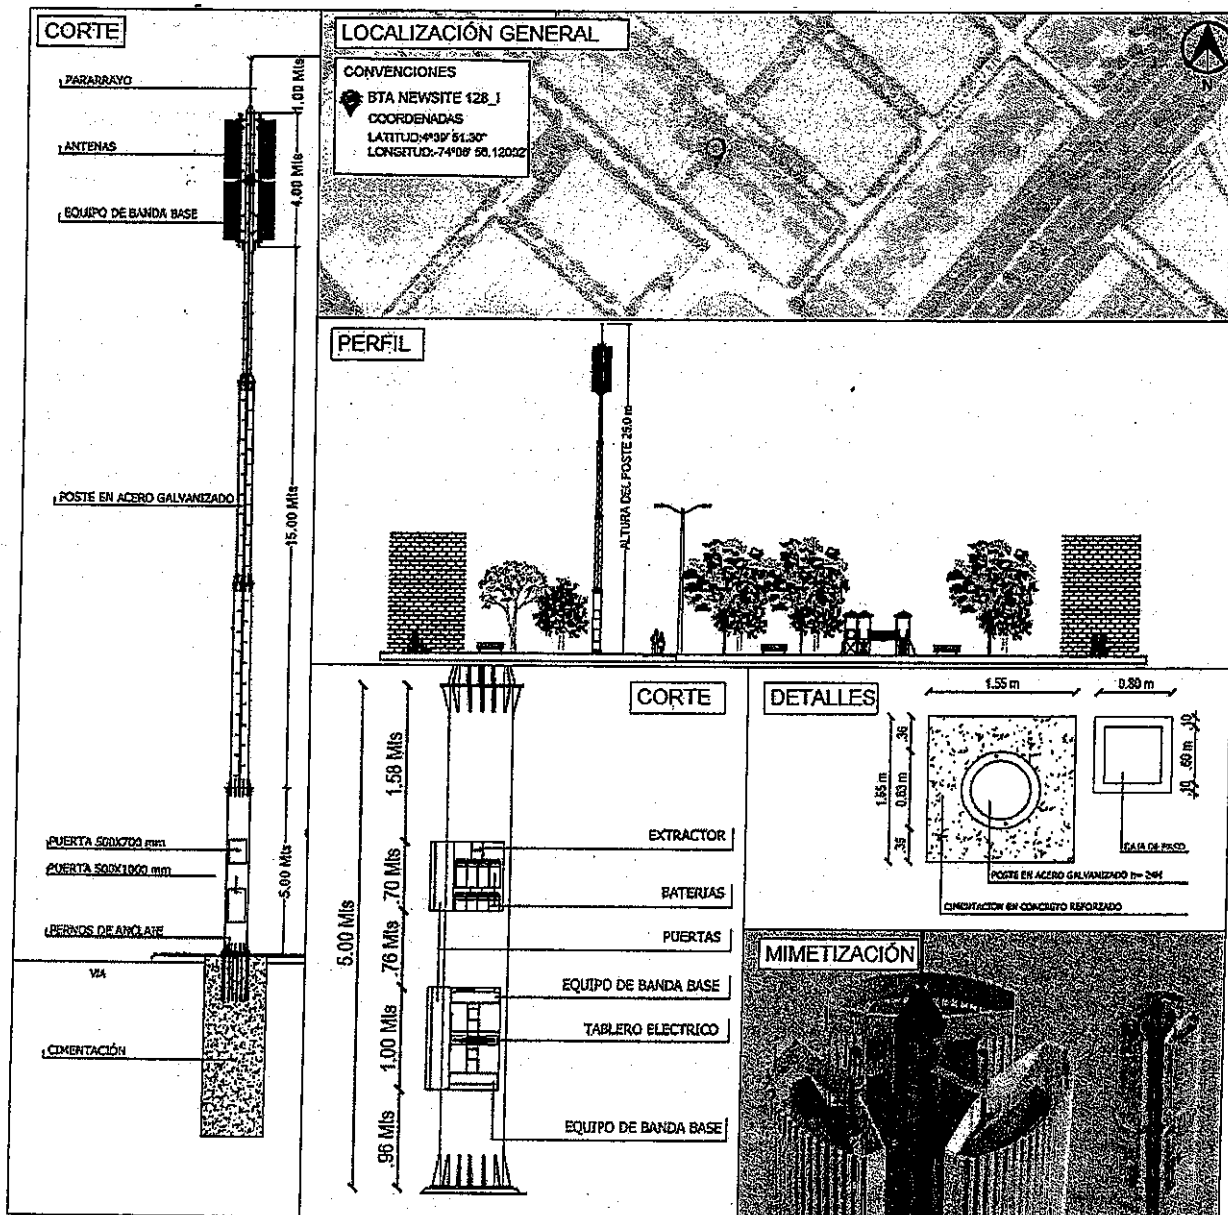 CORTE
PARARRAYO
ANTENAS
EQUIPO DE BANDA BASE
POSTE EN ACERO GALVANIZADO
PUERTA 500X700 mm
PUERTA 500X1000 mm
PERNOS DE ANCLAJE
VIA
CIMENTACIÓN
1.00 Mts
4.00 Mts
15.00 Mts
5.00 Mts
LOCALIZACIÓN GENERAL
CONVENCIONES
BTA NEWSITE 128_1
COORDENADAS
N
PERFIL
ALTURA DEL POSTE 25.0 m
CORTE
5.00 Mts
1.58 Mts
.70 Mts
.76 Mts
1.00 Mts
.96 Mts
EXTRACTOR
BATERIAS
PUERTAS
EQUIPO DE BANDA BASE
TABLERO ELECTRICO
EQUIPO DE BANDA BASE
DETALLES
1.55 m
0.80 m
.36
0.83 m
.10
.60 m
.10
CAJA DE PASO
POSTE EN ACERO GALVANIZADO
CIMENTACION EN CONCRETO REFORZADO
MIMETIZACIÓN